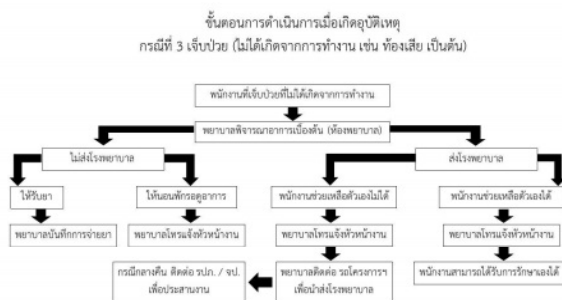 ขั้นตอนการดำเนินการเมื่อเกิดอุบัติเหตุ
กรณีที่ 3 เจ็บป่วย (ไม่ได้เกิดจากการทำงาน เช่น ท้องเสีย เป็นต้น)
พนักงานที่เจ็บป่วยที่ไม่ได้เกิดจากการทำงาน
พยาบาลพิจารณาอาการเบื้องต้น (ห้องพยาบาล)
ไม่ส่งโรงพยาบาล
ส่งโรงพยาบาล
ให้รับยา
ให้นอนพักรอดูอาการ
พนักงานช่วยเหลือตัวเองไม่ได้
พนักงานช่วยเหลือตัวเองได้
พยาบาลบันทึกการจ่ายยา
พยาบาลโทรแจ้งหัวหน้างาน
พยาบาลโทรแจ้งหัวหน้างาน
พยาบาลโทรแจ้งหัวหน้างาน
กรณีกลางคืน ติดต่อ รปภ. / จป.
เพื่อประสานงาน
พยาบาลติดต่อ รถโครงการฯ
เพื่อนำส่งโรงพยาบาล
พนักงานสามารถได้รับการรักษาเองได้